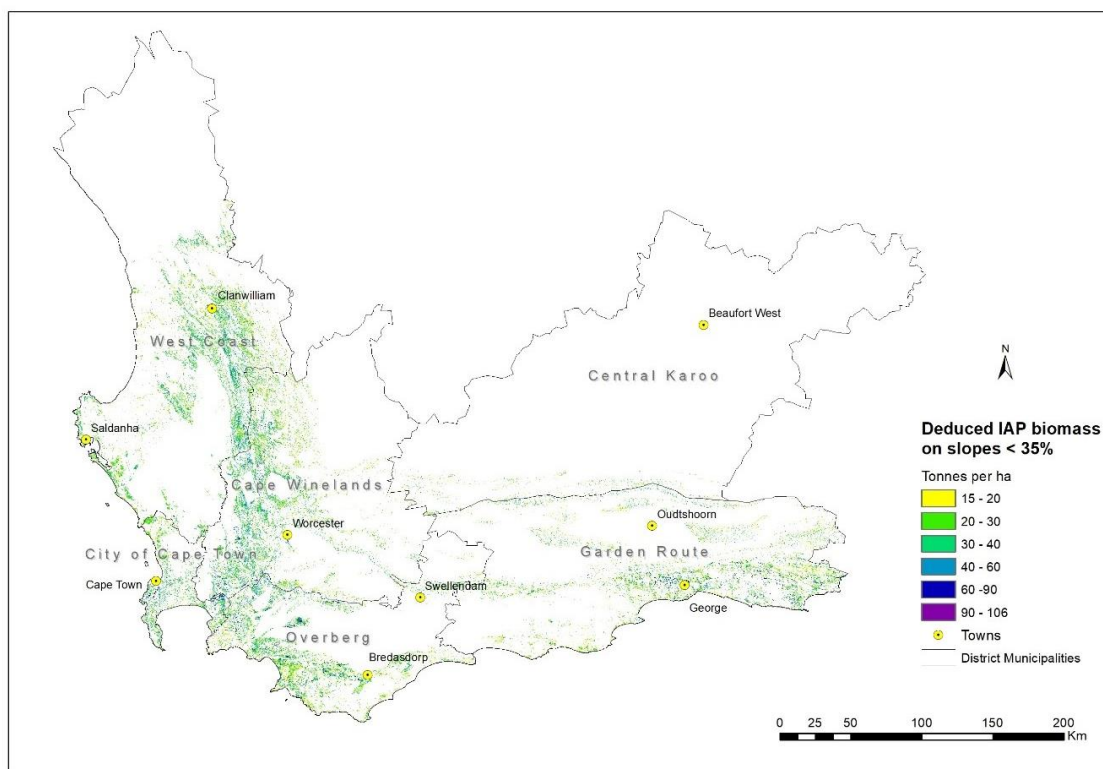 Clanwilliam
West Coast
Beaufort West
Central Karoo
N
Saldanha
Cape Winelands
Worcester
Oudtshoorn
City of Cape Town
Garden Route
Cape Town
Swellendam
George
Overberg
Bredasdorp
Deduced IAP biomass
on slopes < 35%
Tonnes per ha
15 - 20
20 - 30
30 - 40
40 - 60
60 -90
90 - 106
Towns
District Municipalities
0 25 50 100 150 200
Km